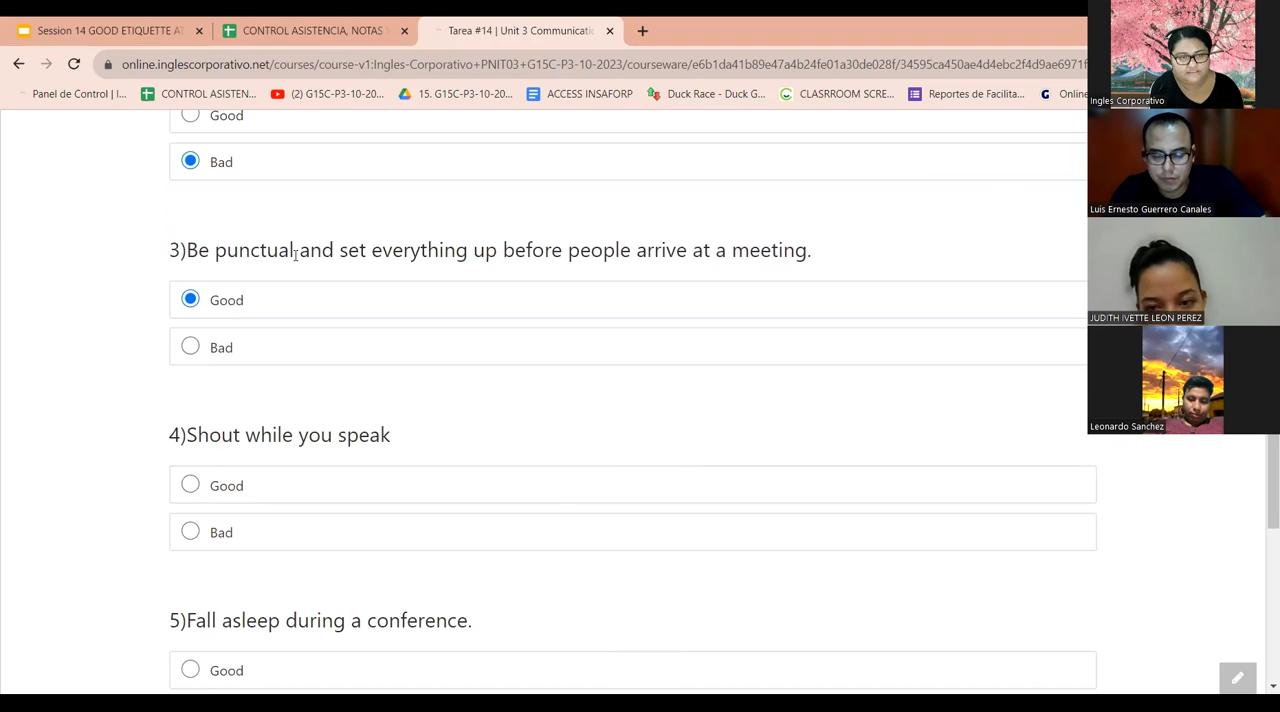 Session 14 GOOD ETIQUETTE AT
CONTROL ASISTENCIA, NOTAS
Tarea #14 | Unit 3 Communicati
online.inglescorporativo.net/courses/course-v1:Ingles-Corporativo+PNIT03+G15C-P3-10-2023/courseware/e6b1da41b89e47a4b24fe01a30de028f/34595ca450ae4d4ebc2f4d9ae6971f
Panel de Control | I...
CONTROL ASISTEN...
(2) G15C-P3-10-20...
15. G15C-P3-10-20...
ACCESS INSAFORP
Duck Race - Duck G...
CLASRROOM SCRE...
Reportes de Facilita...
Online
Ingles Corporativo
Luis Ernesto Guerrero Canales
JUDITH IVETTE LEON PEREZ
Leonardo Sanchez
Good
Bad
3)Be punctual and set everything up before people arrive at a meeting.
Good
Bad
4)Shout while you speak
Good
Bad
5)Fall asleep during a conference.
Good